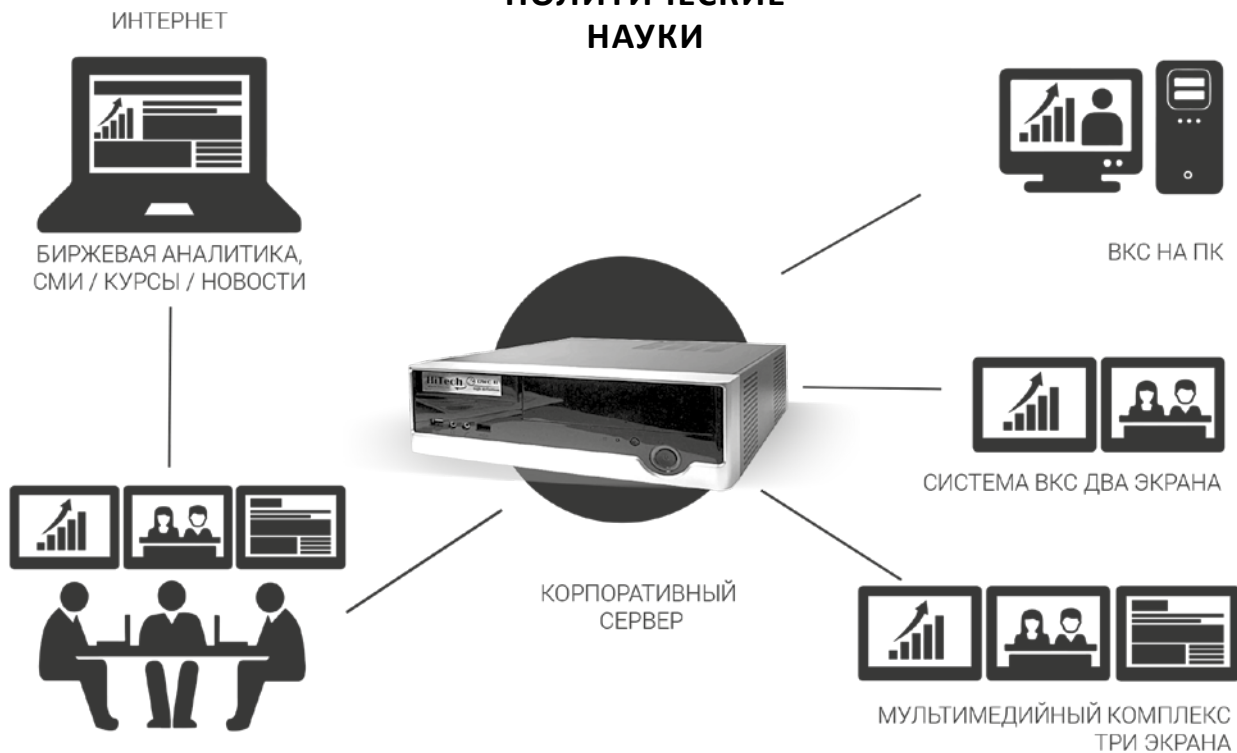 ПОЛИТИЧЕСКИЕ
НАУКИ
ИНТЕРНЕТ
БИРЖЕВАЯ АНАЛИТИКА,
СМИ / КУРСЫ / НОВОСТИ
ВКС НА ПК
HiTech
СИСТЕМА ВКС ДВА ЭКРАНА
КОРПОРАТИВНЫЙ
СЕРВЕР
МУЛЬТИМЕДИЙНЫЙ КОМПЛЕКС
ТРИ ЭКРАНА